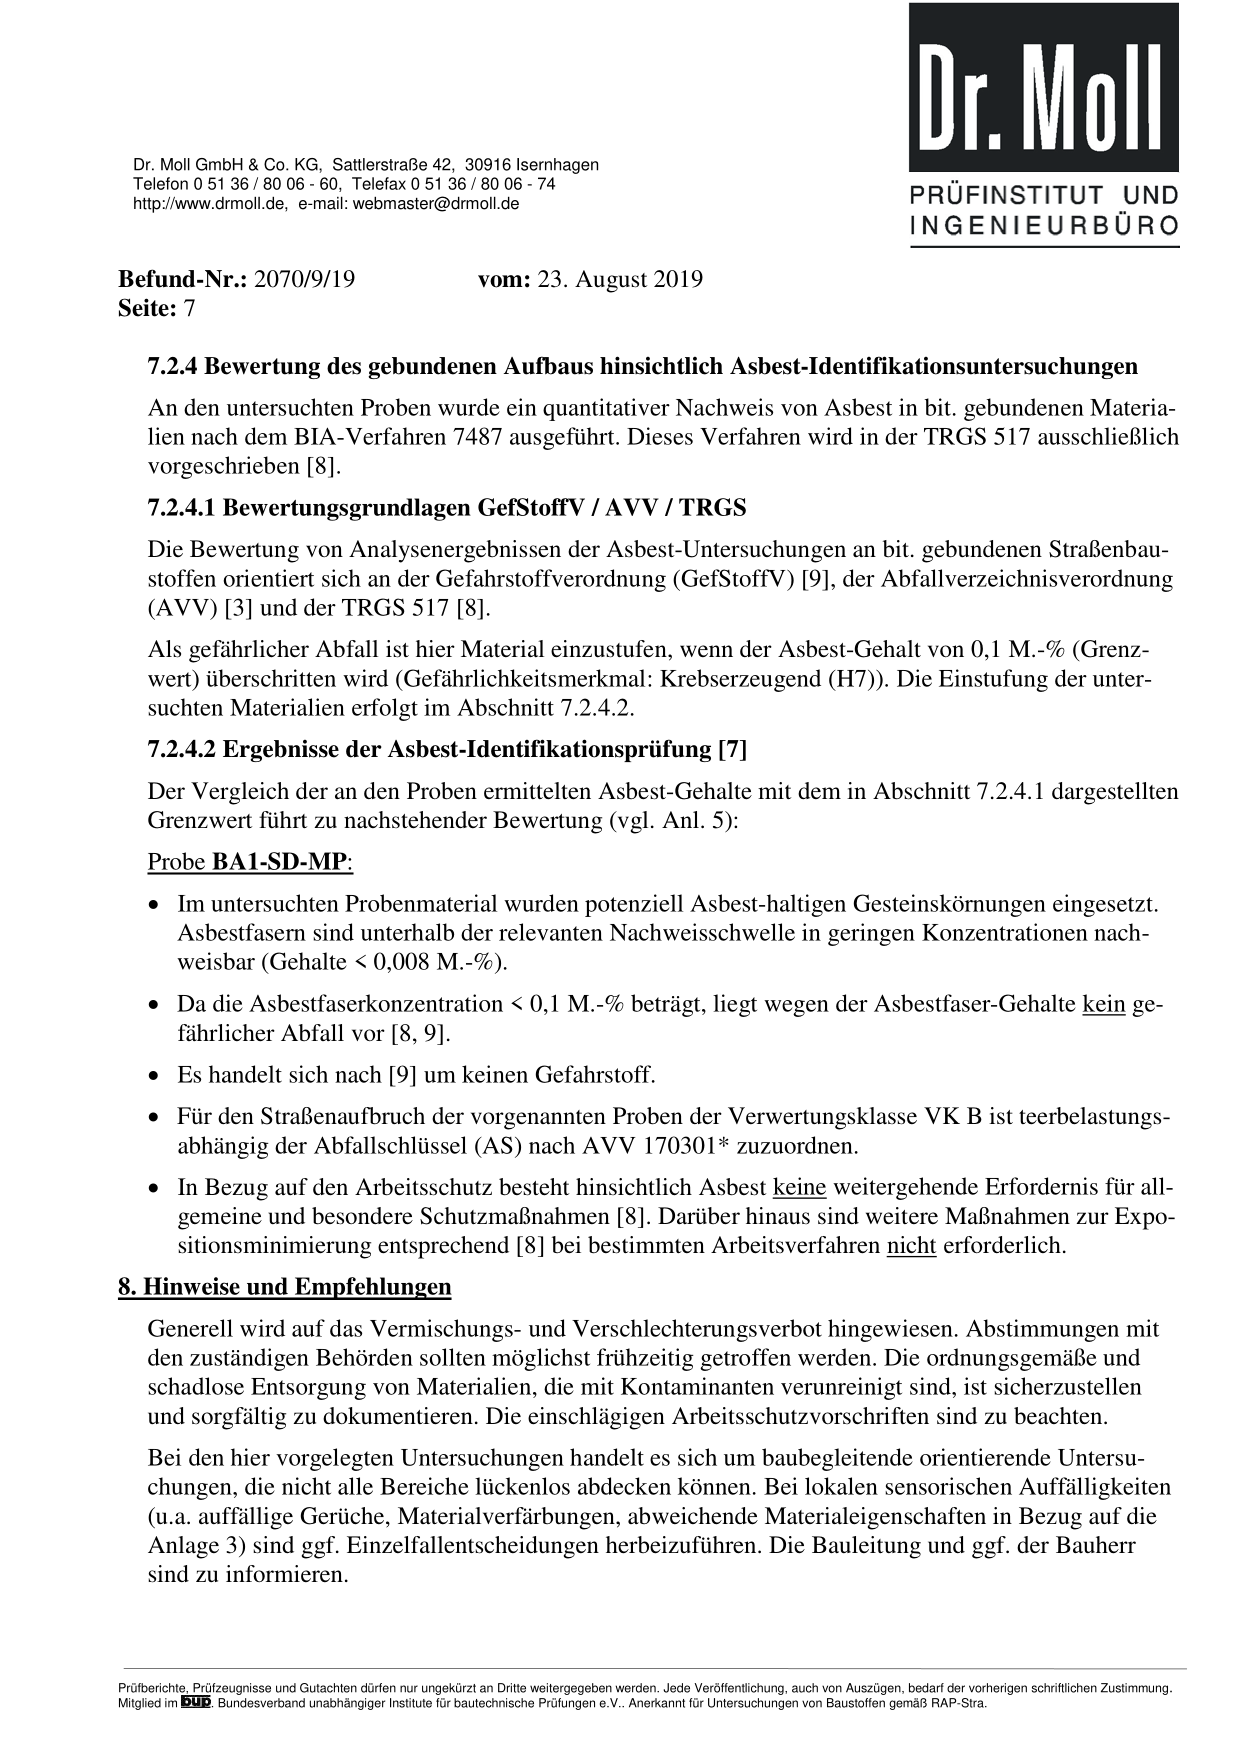 Dr. Moll
PRÜFINSTITUT UND
INGENIEURBÜRO
Dr. Moll GmbH & Co. KG, Sattlerstraße 42, 30916 Isernhagen
Telefon 0 51 36 / 80 06 - 60, Telefax 0 51 36 / 80 06 - 74
http://www.drmoll.de, e-mail: webmaster@drmoll.de
Befund-Nr.: 2070/9/19 vom: 23. August 2019
Seite: 7
7.2.4 Bewertung des gebundenen Aufbaus hinsichtlich Asbest-Identifikationsuntersuchungen
An den untersuchten Proben wurde ein quantitativer Nachweis von Asbest in bit. gebundenen Materia-
lien nach dem BIA-Verfahren 7487 ausgeführt. Dieses Verfahren wird in der TRGS 517 ausschließlich
vorgeschrieben [8].
7.2.4.1 Bewertungsgrundlagen GefStoffV / AVV / TRGS
Die Bewertung von Analysenergebnissen der Asbest-Untersuchungen an bit. gebundenen Straßenbau-
stoffen orientiert sich an der Gefahrstoffverordnung (GefStoffV) [9], der Abfallverzeichnisverordnung
(AVV) [3] und der TRGS 517 [8].
Als gefährlicher Abfall ist hier Material einzustufen, wenn der Asbest-Gehalt von 0,1 M.-% (Grenz-
wert) überschritten wird (Gefährlichkeitsmerkmal: Krebserzeugend (H7)). Die Einstufung der unter-
suchten Materialien erfolgt im Abschnitt 7.2.4.2.
7.2.4.2 Ergebnisse der Asbest-Identifikationsprüfung [7]
Der Vergleich der an den Proben ermittelten Asbest-Gehalte mit dem in Abschnitt 7.2.4.1 dargestellten
Grenzwert führt zu nachstehender Bewertung (vgl. Anl. 5):
Probe BA1-SD-MP:
• Im untersuchten Probenmaterial wurden potenziell Asbest-haltigen Gesteinskörnungen eingesetzt.
Asbestfasern sind unterhalb der relevanten Nachweisschwelle in geringen Konzentrationen nach-
weisbar (Gehalte < 0,008 M.-%).
• Da die Asbestfaserkonzentration < 0,1 M.-% beträgt, liegt wegen der Asbestfaser-Gehalte kein ge-
fährlicher Abfall vor [8, 9].
• Es handelt sich nach [9] um keinen Gefahrstoff.
• Für den Straßenaufbruch der vorgenannten Proben der Verwertungsklasse VK B ist teerbelastungs-
abhängig der Abfallschlüssel (AS) nach AVV 170301* zuzuordnen.
• In Bezug auf den Arbeitsschutz besteht hinsichtlich Asbest keine weitergehende Erfordernis für all-
gemeine und besondere Schutzmaßnahmen [8]. Darüber hinaus sind weitere Maßnahmen zur Expo-
sitionsminimierung entsprechend [8] bei bestimmten Arbeitsverfahren nicht erforderlich.
8. Hinweise und Empfehlungen
Generell wird auf das Vermischungs- und Verschlechterungsverbot hingewiesen. Abstimmungen mit
den zuständigen Behörden sollten möglichst frühzeitig getroffen werden. Die ordnungsgemäße und
schadlose Entsorgung von Materialien, die mit Kontaminanten verunreinigt sind, ist sicherzustellen
und sorgfältig zu dokumentieren. Die einschlägigen Arbeitsschutzvorschriften sind zu beachten.
Bei den hier vorgelegten Untersuchungen handelt es sich um baubegleitende orientierende Untersu-
chungen, die nicht alle Bereiche lückenlos abdecken können. Bei lokalen sensorischen Auffälligkeiten
(u.a. auffällige Gerüche, Materialverfärbungen, abweichende Materialeigenschaften in Bezug auf die
Anlage 3) sind ggf. Einzelfallentscheidungen herbeizuführen. Die Bauleitung und ggf. der Bauherr
sind zu informieren.
Prüfberichte, Prüfzeugnisse und Gutachten dürfen nur ungekürzt an Dritte weitergegeben werden. Jede Veröffentlichung, auch von Auszügen, bedarf der vorherigen schriftlichen Zustimmung.
Mitglied im bup. Bundesverband unabhängiger Institute für bautechnische Prüfungen e.V.. Anerkannt für Untersuchungen von Baustoffen gemäß RAP-Stra.